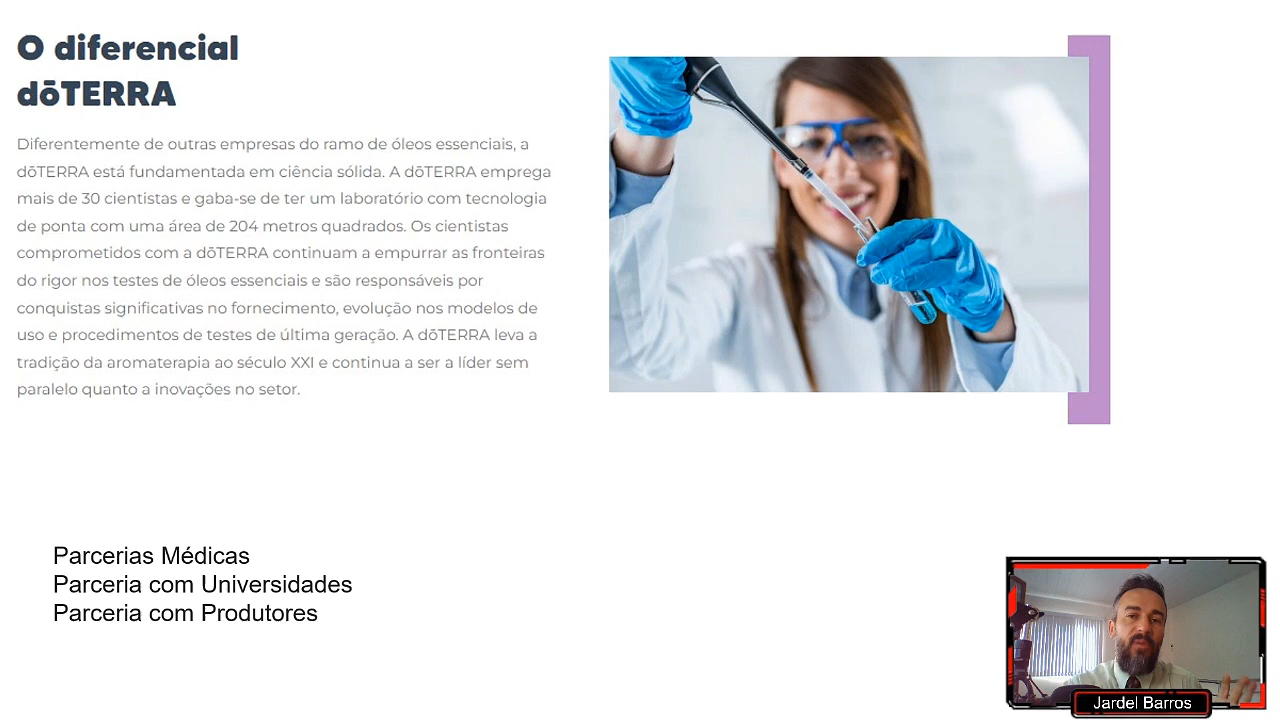 O diferencial
dōTERRA
Diferentemente de outras empresas do ramo de óleos essenciais, a
dōTERRA está fundamentada em ciência sólida. A dōTERRA emprega
mais de 30 cientistas e gaba-se de ter um laboratório com tecnologia
de ponta com uma área de 204 metros quadrados. Os cientistas
comprometidos com a dōTERRA continuam a empurrar as fronteiras
do rigor nos testes de óleos essenciais e são responsáveis por
conquistas significativas no fornecimento, evolução nos modelos de
uso e procedimentos de testes de última geração. A dōTERRA leva a
tradição da aromaterapia ao século XXI e continua a ser a líder sem
paralelo quanto a inovações no setor.
Parcerias Médicas
Parceria com Universidades
Parceria com Produtores
Jardel Barros